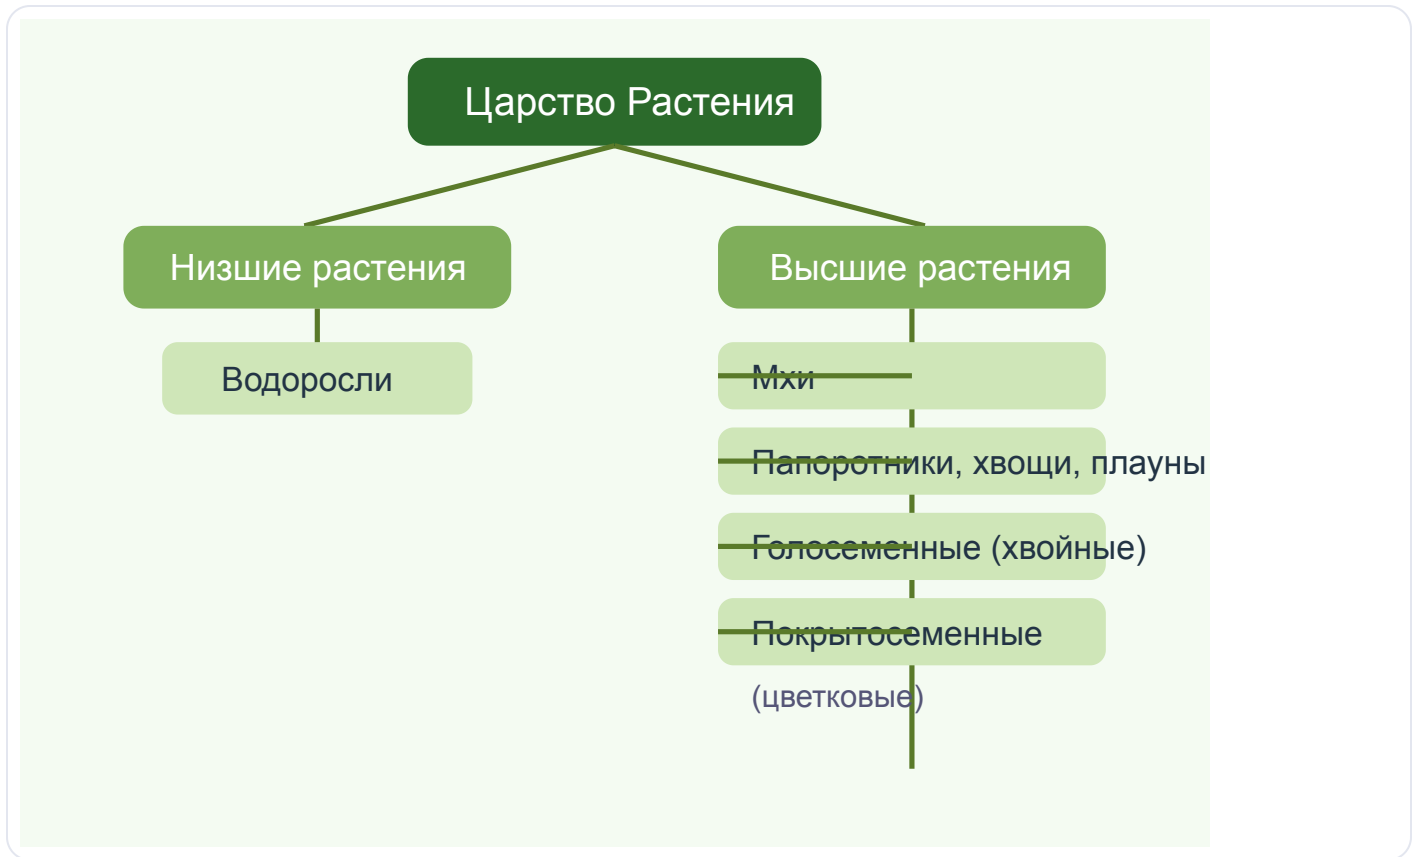 Царство Растения
Низшие растения
Высшие растения
Водоросли
Мхи
Папоротники, хвощи, плауны
Голосеменные (хвойные)
Покрытосеменные
(цветковые)